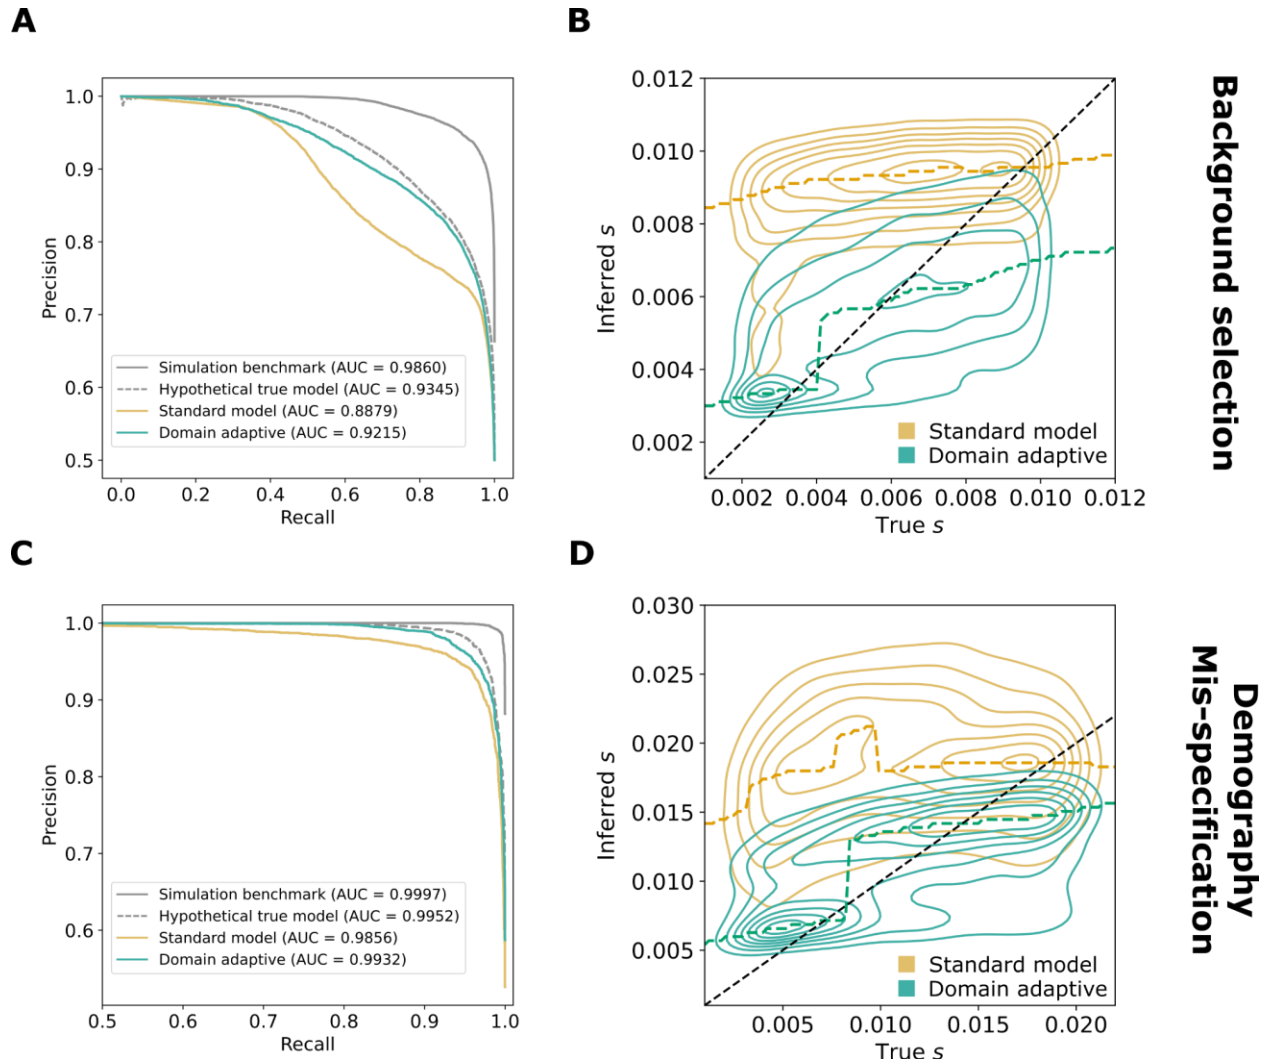 A
1.0
0.9
0.8
0.7
0.6
0.5
Precision
Simulation benchmark (AUC = 0.9860)
Hypothetical true model (AUC = 0.9345)
Standard model (AUC = 0.8879)
Domain adaptive (AUC = 0.9215)
0.0 0.2 0.4 0.6 0.8 1.0
Recall
B
0.012
0.010
0.008
0.006
0.004
0.002
Inferred s
Standard model
Domain adaptive
0.002 0.004 0.006 0.008 0.010 0.012
True s
Background selection
C
1.0
0.9
0.8
0.7
0.6
Precision
Simulation benchmark (AUC = 0.9997)
Hypothetical true model (AUC = 0.9952)
Standard model (AUC = 0.9856)
Domain adaptive (AUC = 0.9932)
0.5 0.6 0.7 0.8 0.9 1.0
Recall
D
0.030
0.025
0.020
0.015
0.010
0.005
Inferred s
Standard model
Domain adaptive
0.005 0.010 0.015 0.020
True s
Demography
Mis-specification